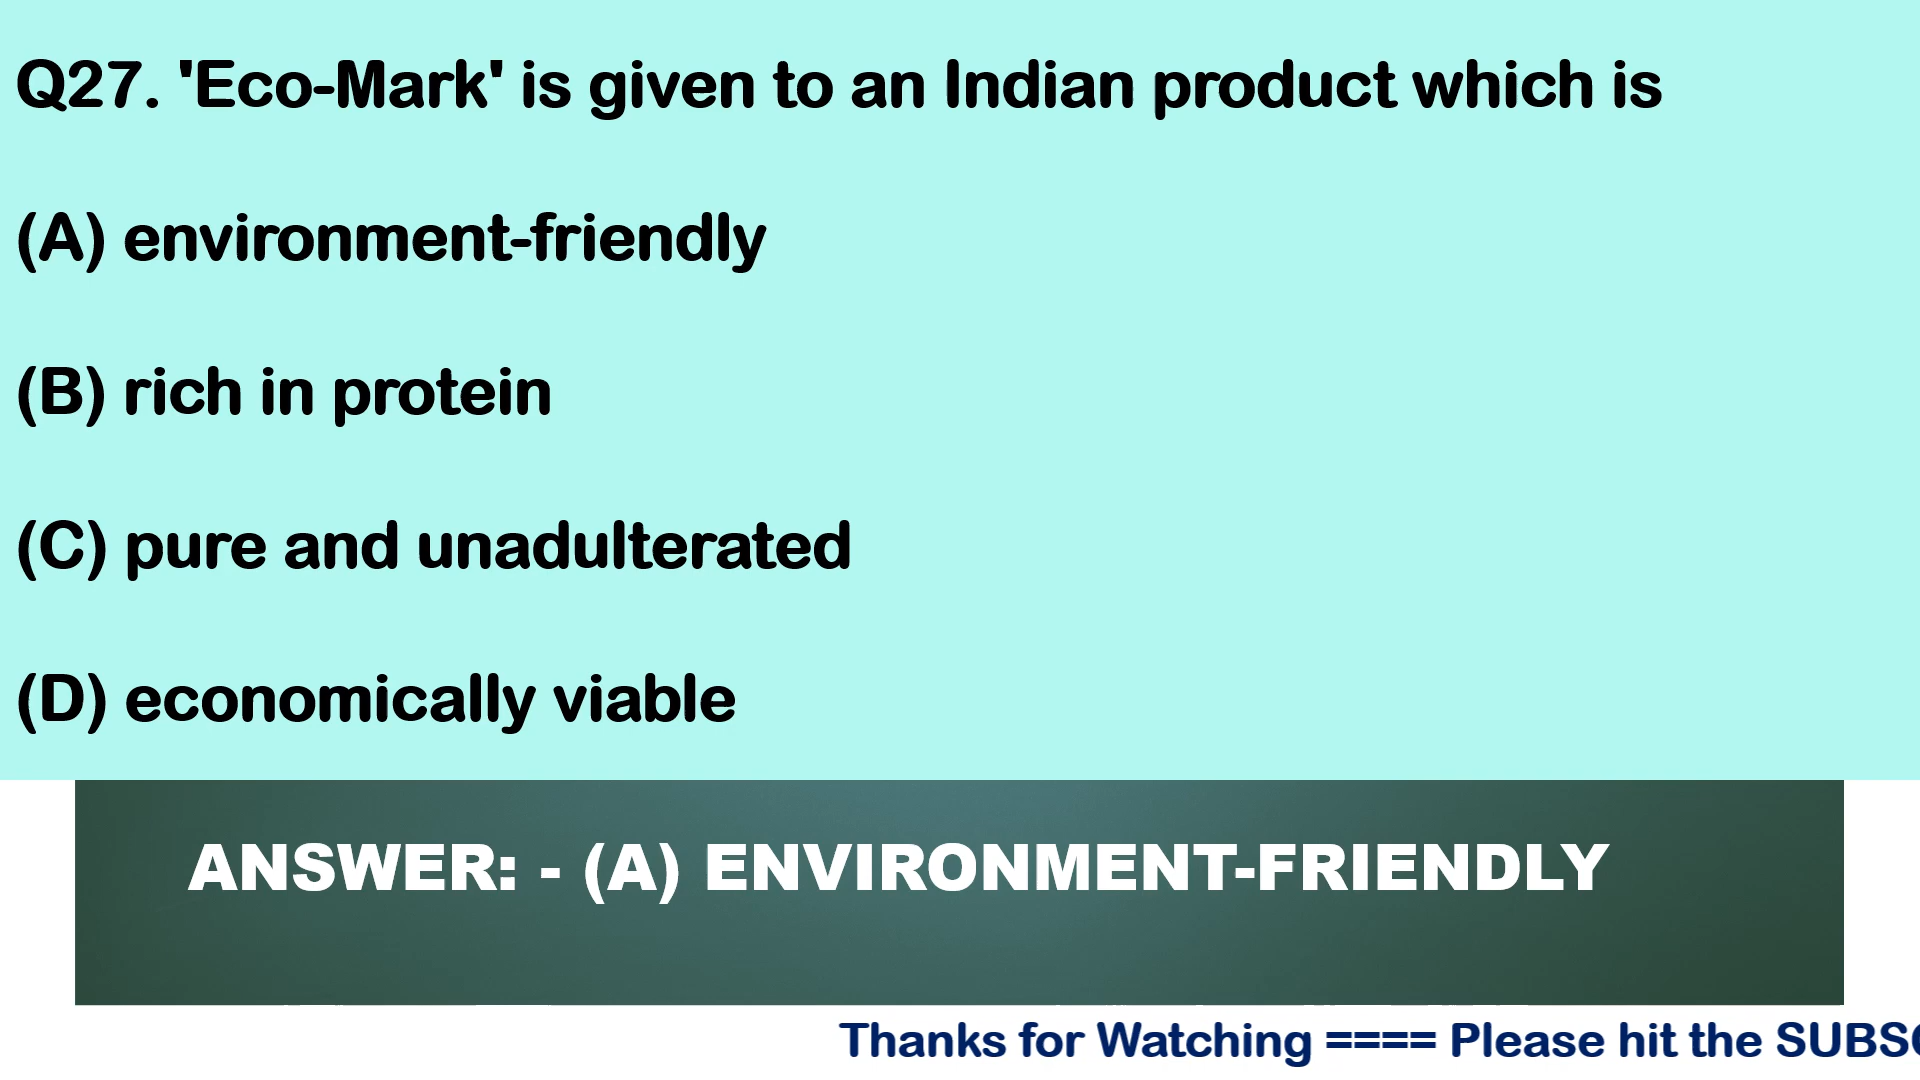 Q27. 'Eco-Mark' is given to an Indian product which is
(A) environment-friendly
(B) rich in protein
(C) pure and unadulterated
(D) economically viable
ANSWER: - (A) ENVIRONMENT-FRIENDLY
Thanks for Watching ==== Please hit the